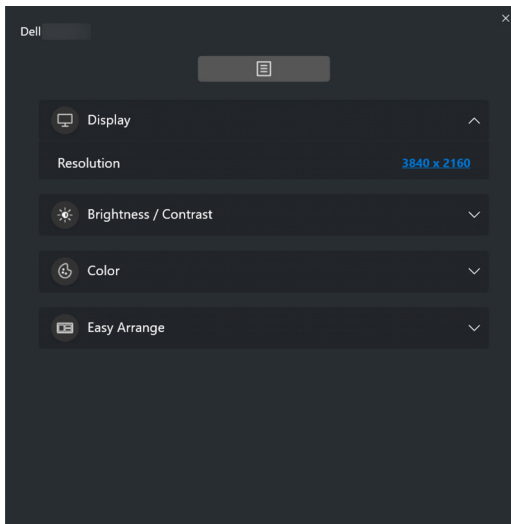 Dell
Display
Resolution 3840 x 2160
Brightness / Contrast
Color
Easy Arrange